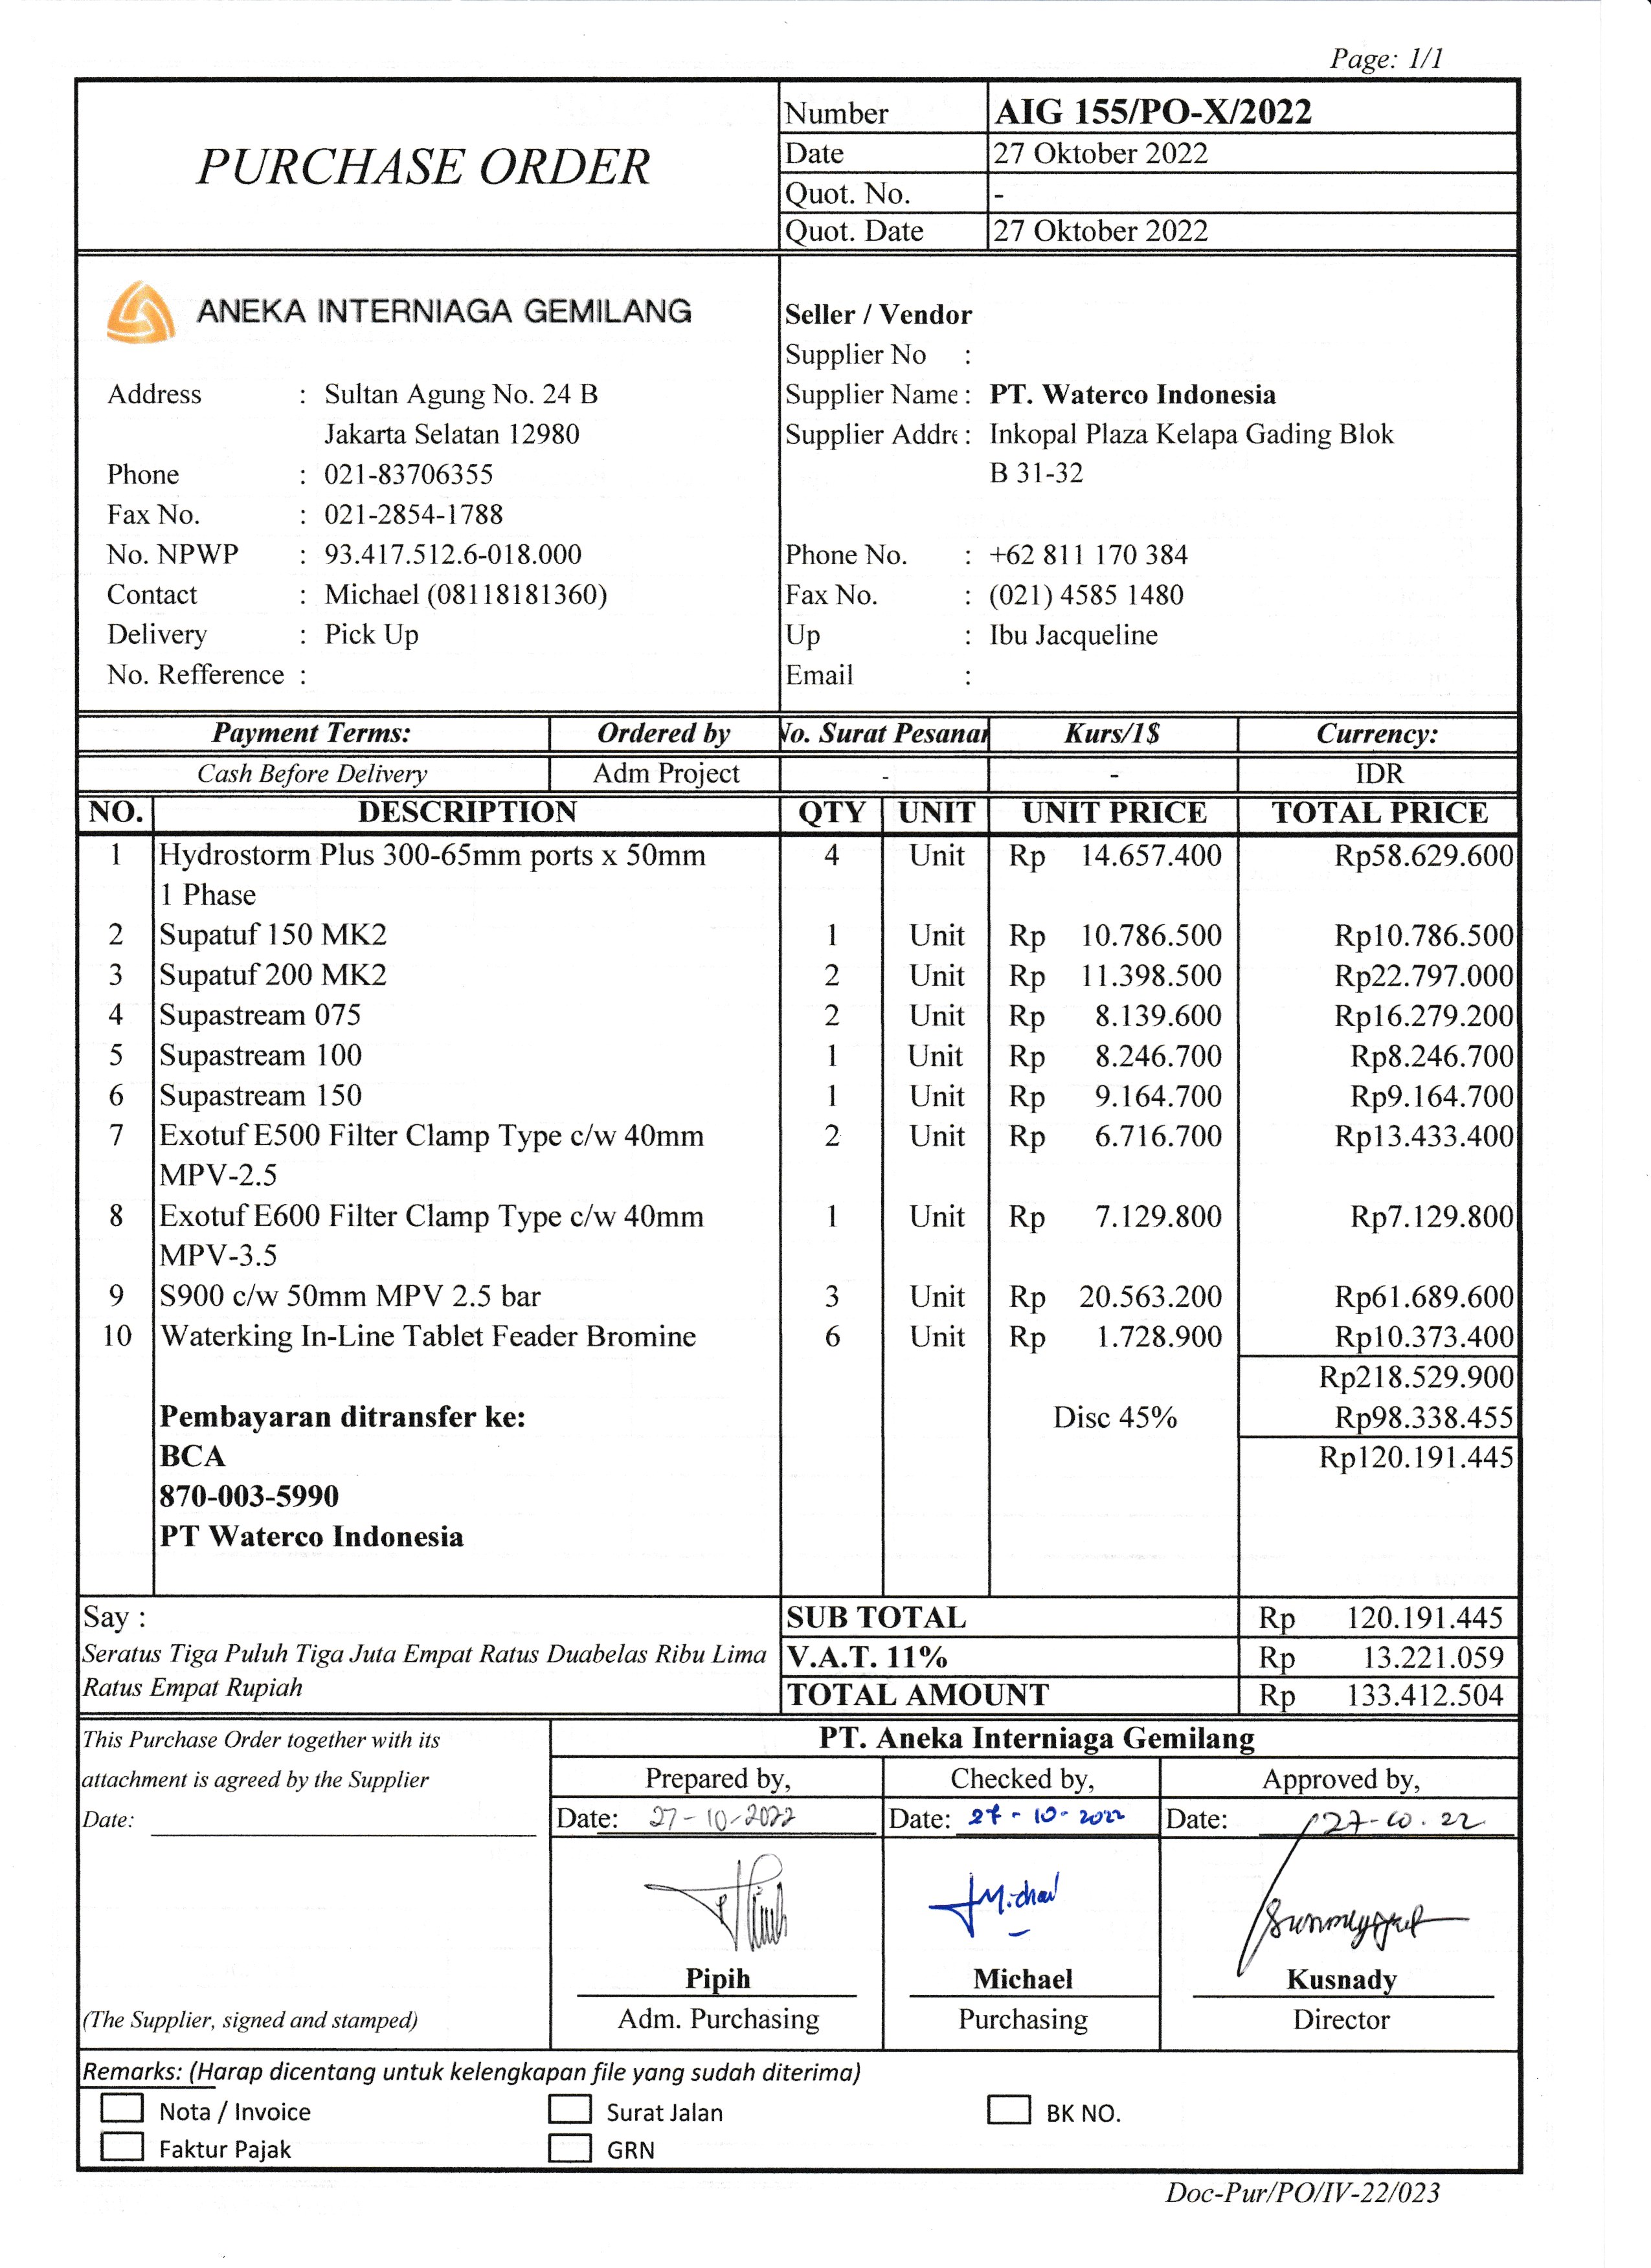 Page: 1/1
PURCHASE ORDER
Number AIG 155/PO-X/2022
Date 27 Oktober 2022
Quot. No. -
Quot. Date 27 Oktober 2022
ANEKA INTERNIAGA GEMILANG
Address : Sultan Agung No. 24 B
Jakarta Selatan 12980
Phone : 021-83706355
Fax No. : 021-2854-1788
No. NPWP : 93.417.512.6-018.000
Contact : Michael (08118181360)
Delivery : Pick Up
No. Refference :
Seller / Vendor
Supplier No :
Supplier Name : PT. Waterco Indonesia
Supplier Addre : Inkopal Plaza Kelapa Gading Blok
B 31-32
Phone No. : +62 811 170 384
Fax No. : (021) 4585 1480
Up : Ibu Jacqueline
Email :
Payment Terms: Ordered by No. Surat Pesanan Kurs/1$ Currency:
Cash Before Delivery Adm Project - - IDR
NO. DESCRIPTION QTY UNIT UNIT PRICE TOTAL PRICE
1 Hydrostorm Plus 300-65mm ports x 50mm 4 Unit Rp 14.657.400 Rp58.629.600
1 Phase
2 Supatuf 150 MK2 1 Unit Rp 10.786.500 Rp10.786.500
3 Supatuf 200 MK2 2 Unit Rp 11.398.500 Rp22.797.000
4 Supastream 075 2 Unit Rp 8.139.600 Rp16.279.200
5 Supastream 100 1 Unit Rp 8.246.700 Rp8.246.700
6 Supastream 150 1 Unit Rp 9.164.700 Rp9.164.700
7 Exotuf E500 Filter Clamp Type c/w 40mm 2 Unit Rp 6.716.700 Rp13.433.400
MPV-2.5
8 Exotuf E600 Filter Clamp Type c/w 40mm 1 Unit Rp 7.129.800 Rp7.129.800
MPV-3.5
9 S900 c/w 50mm MPV 2.5 bar 3 Unit Rp 20.563.200 Rp61.689.600
10 Waterking In-Line Tablet Feader Bromine 6 Unit Rp 1.728.900 Rp10.373.400
Rp218.529.900
Pembayaran ditransfer ke: Disc 45% Rp98.338.455
BCA Rp120.191.445
870-003-5990
PT Waterco Indonesia
Say :
Seratus Tiga Puluh Tiga Juta Empat Ratus Duabelas Ribu Lima
Ratus Empat Rupiah
SUB TOTAL Rp 120.191.445
V.A.T. 11% Rp 13.221.059
TOTAL AMOUNT Rp 133.412.504
This Purchase Order together with its
attachment is agreed by the Supplier
Date:
(The Supplier, signed and stamped)
PT. Aneka Interniaga Gemilang
Prepared by, Checked by, Approved by,
Date: 27-10-2022 Date: 27-10-2022 Date: 27-10.22
Michael
Pipih Michael Kusnady
Adm. Purchasing Purchasing Director
Remarks: (Harap dicentang untuk kelengkapan file yang sudah diterima)
Nota / Invoice Surat Jalan BK NO.
Faktur Pajak GRN
Doc-Pur/PO/IV-22/023